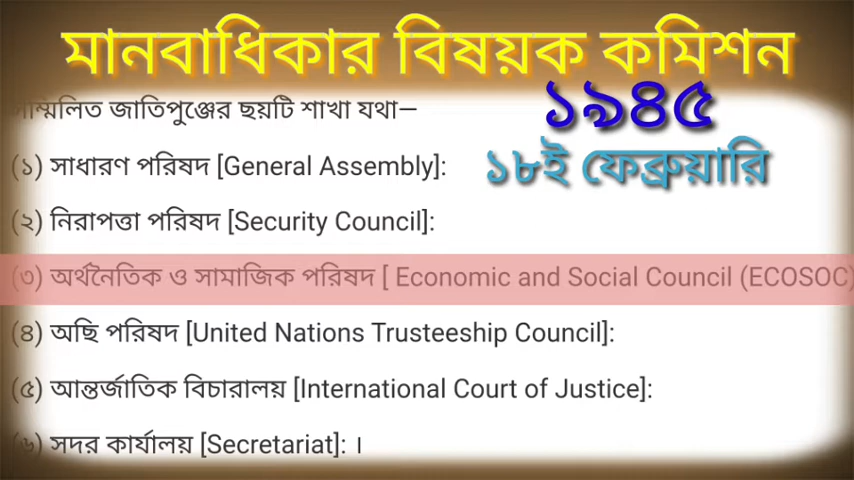 মানবাধিকার বিষয়ক কমিশন
সম্মিলিত জাতিপুঞ্জের ছয়টি শাখা যথা—
১৯৪৫
(১) সাধারণ পরিষদ [General Assembly]:
১৮ই ফেব্রুয়ারি
(২) নিরাপত্তা পরিষদ [Security Council]:
(৩) অর্থনৈতিক ও সামাজিক পরিষদ [ Economic and Social Council (ECOSOC)
(৪) অছি পরিষদ [United Nations Trusteeship Council]:
(৫) আন্তর্জাতিক বিচারালয় [International Court of Justice]:
(৬) সদর কার্যালয় [Secretariat]: ।